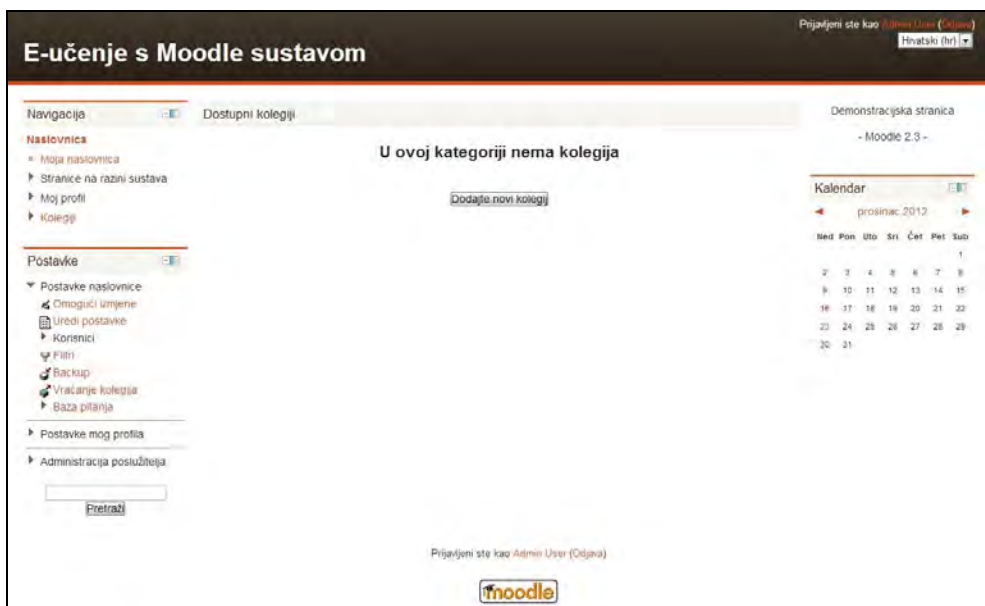 Prijavljeni ste kao Admin User (Odjava)
Hrvatski (hr)
E-učenje s Moodle sustavom
Navigacija
Naslovnica
Moja naslovnica
Stranice na razini sustava
Moj profil
Kolegiji
Postavke
Postavke naslovnice
Omogući izmjene
Uredi postavke
Korisnici
Filtri
Backup
Vraćanje kolegija
Baza pitanja
Postavke mog profila
Administracija poslužitelja
Pretraži
Dostupni kolegiji
U ovoj kategoriji nema kolegija
Dodajte novi kolegij
Demonstracijska stranica
- Moodle 2.3 -
Kalendar
prosinac 2012
Ned Pon Uto Sri Čet Pet Sub
1
2 3 4 5 6 7 8
9 10 11 12 13 14 15
16 17 18 19 20 21 22
23 24 25 26 27 28 29
30 31
Prijavljeni ste kao Admin User (Odjava)
moodle